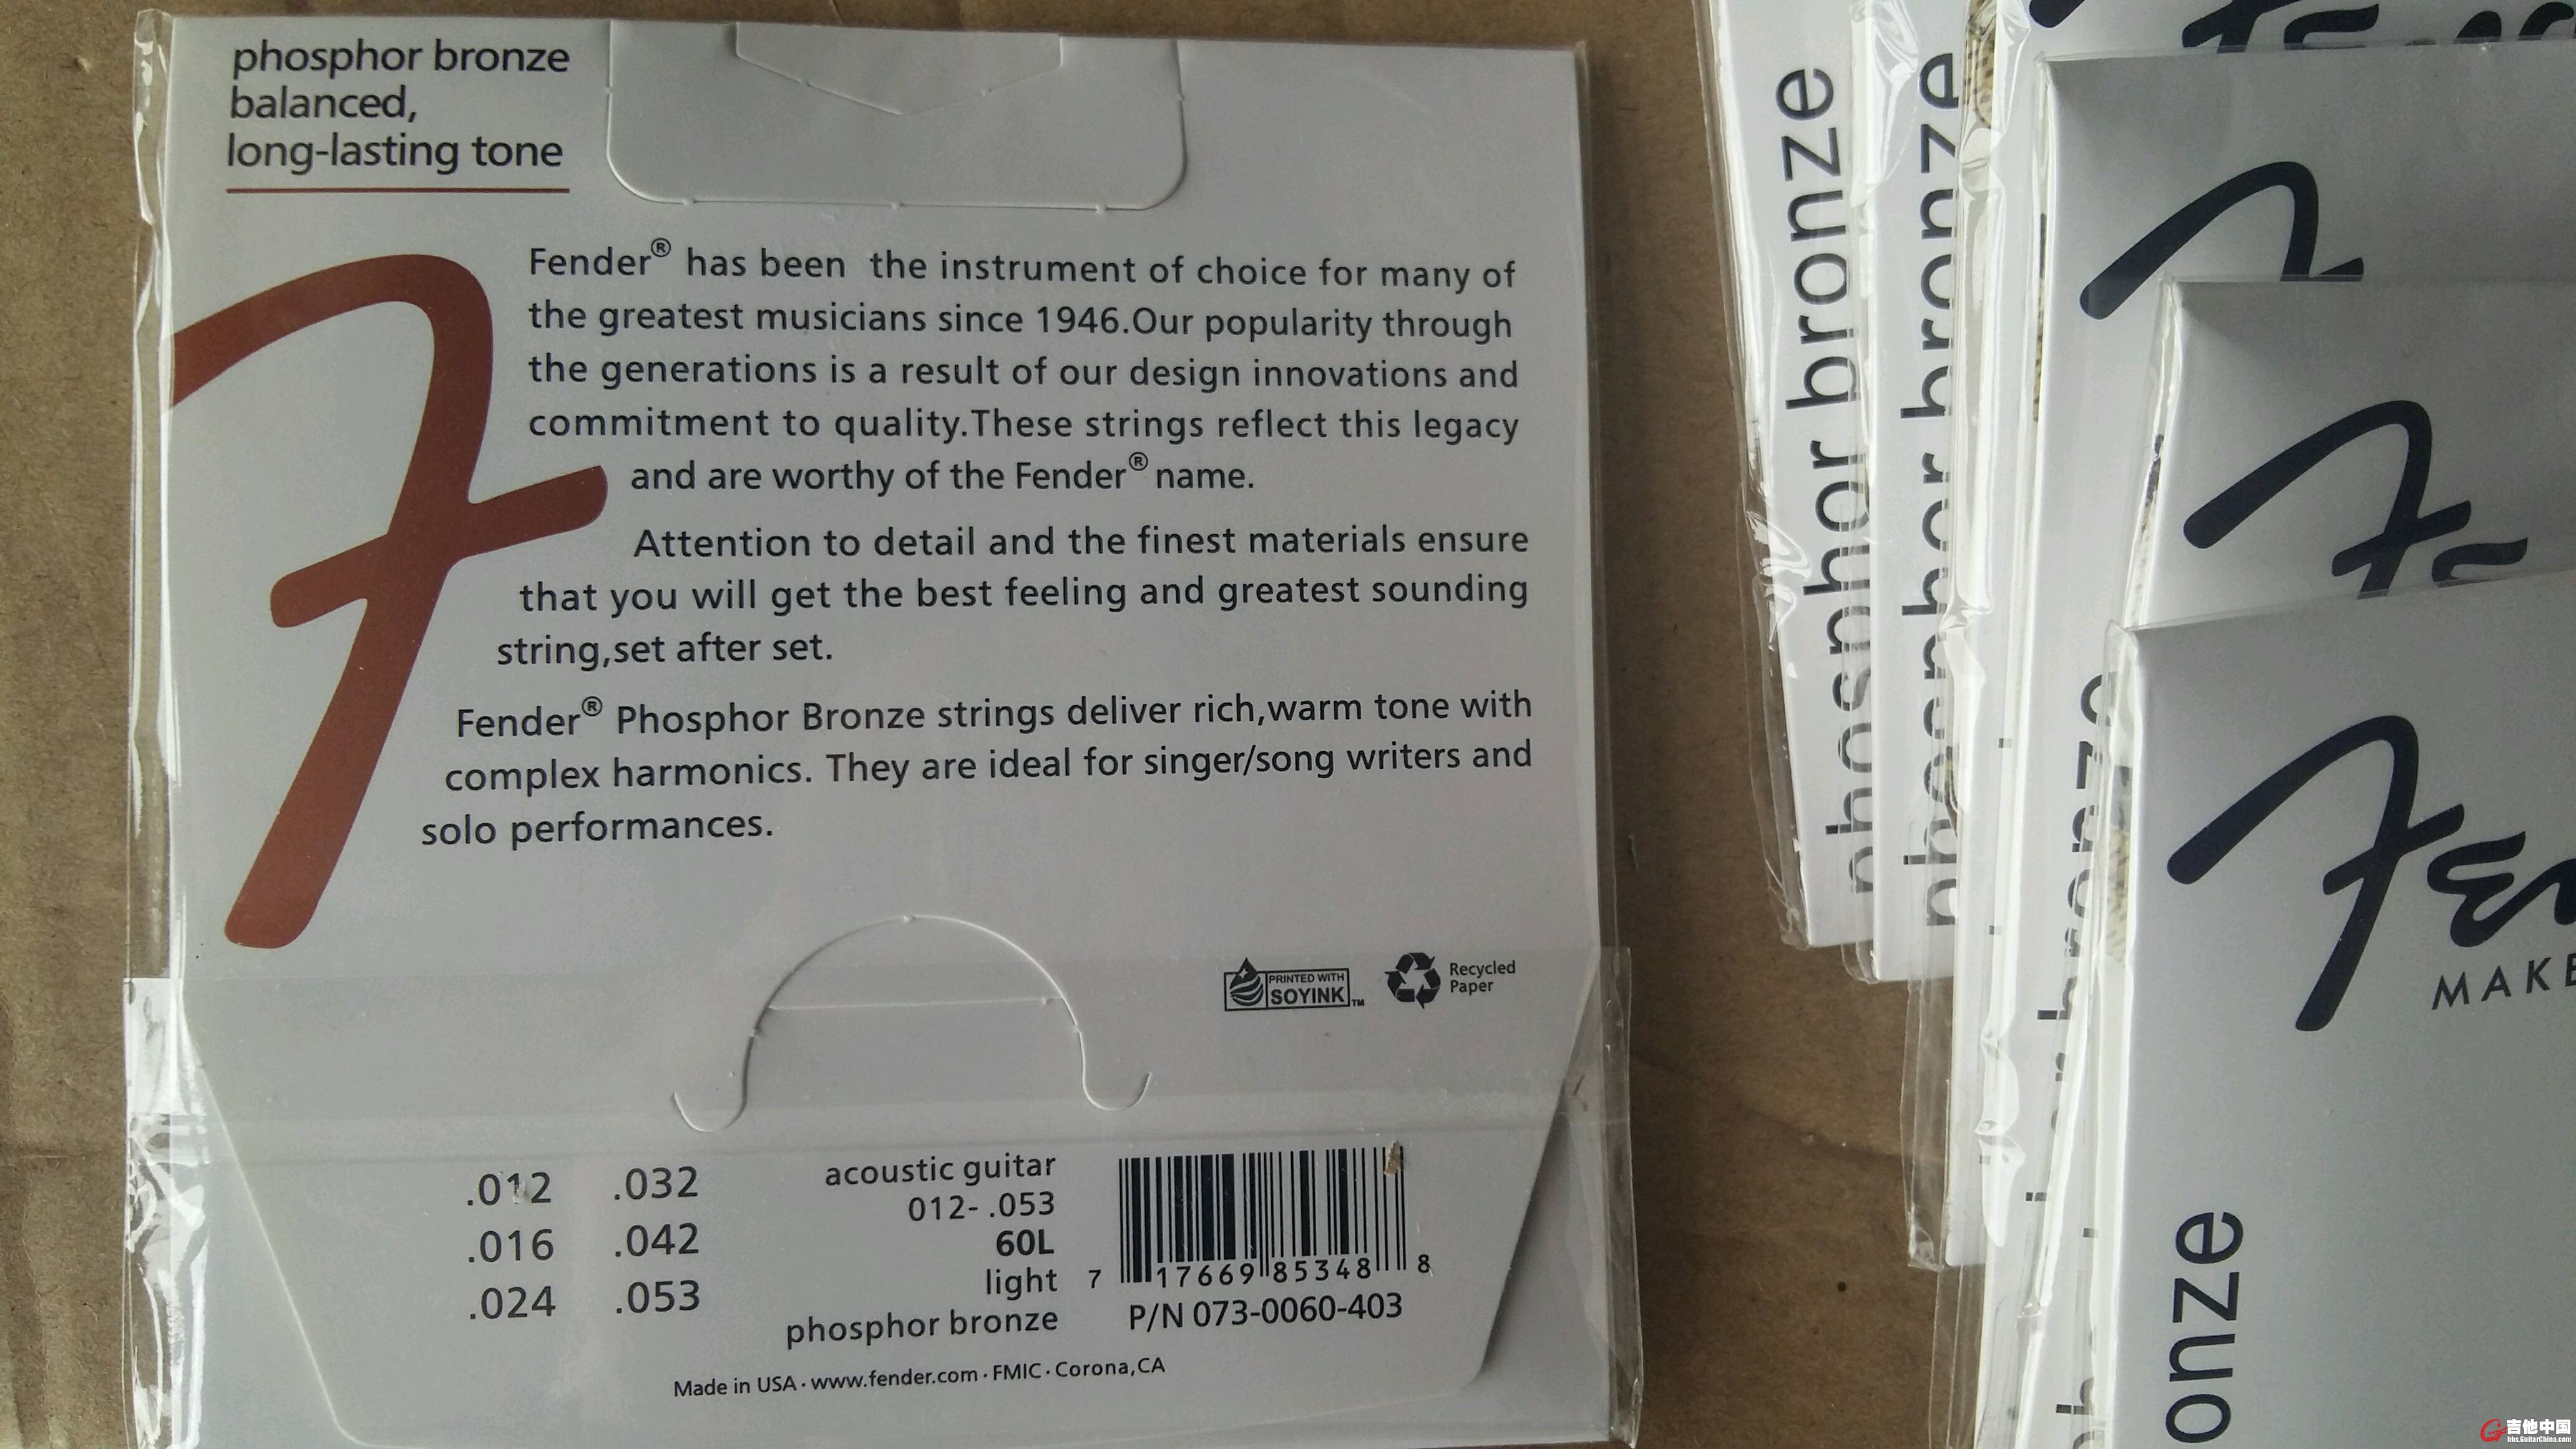 phosphor bronze
balanced,
long-lasting tone
Fender® has been the instrument of choice for many of
the greatest musicians since 1946.Our popularity through
the generations is a result of our design innovations and
commitment to quality.These strings reflect this legacy
and are worthy of the Fender® name.
Attention to detail and the finest materials ensure
that you will get the best feeling and greatest sounding
string,set after set.
Fender® Phosphor Bronze strings deliver rich,warm tone with
complex harmonics. They are ideal for singer/song writers and
solo performances.
PRINTED WITH
SOYINK™
Recycled
Paper
.012 .032
.016 .042
.024 .053
acoustic guitar
012- .053
60L
light
phosphor bronze
7 17669 85348 8
P/N 073-0060-403
Made in USA · www.fender.com · FMIC · Corona,CA
phosphor bronze
phosphor bronze
吉他中国
bbs.GuitarChina.com